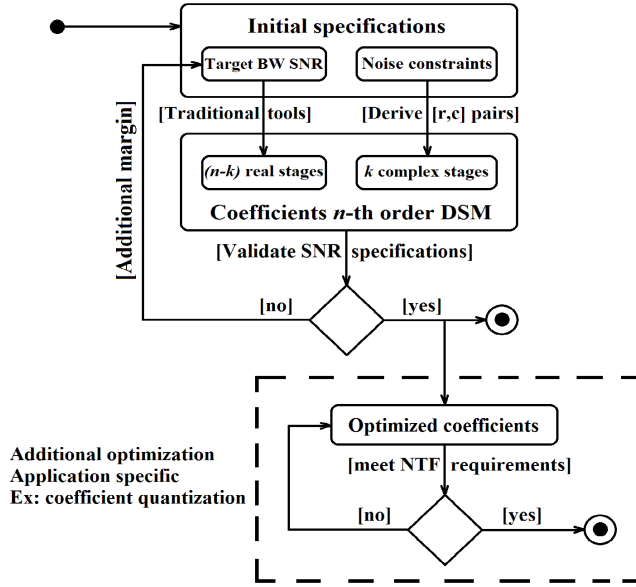 Initial specifications
Target BW SNR
Noise constraints
[Traditional tools]
[Derive [r,c] pairs]
[Additional margin]
(n-k) real stages
k complex stages
Coefficients n-th order DSM
[Validate SNR specifications]
[no]
[yes]
Optimized coefficients
[meet NTF requirements]
[no]
[yes]
Additional optimization
Application specific
Ex: coefficient quantization